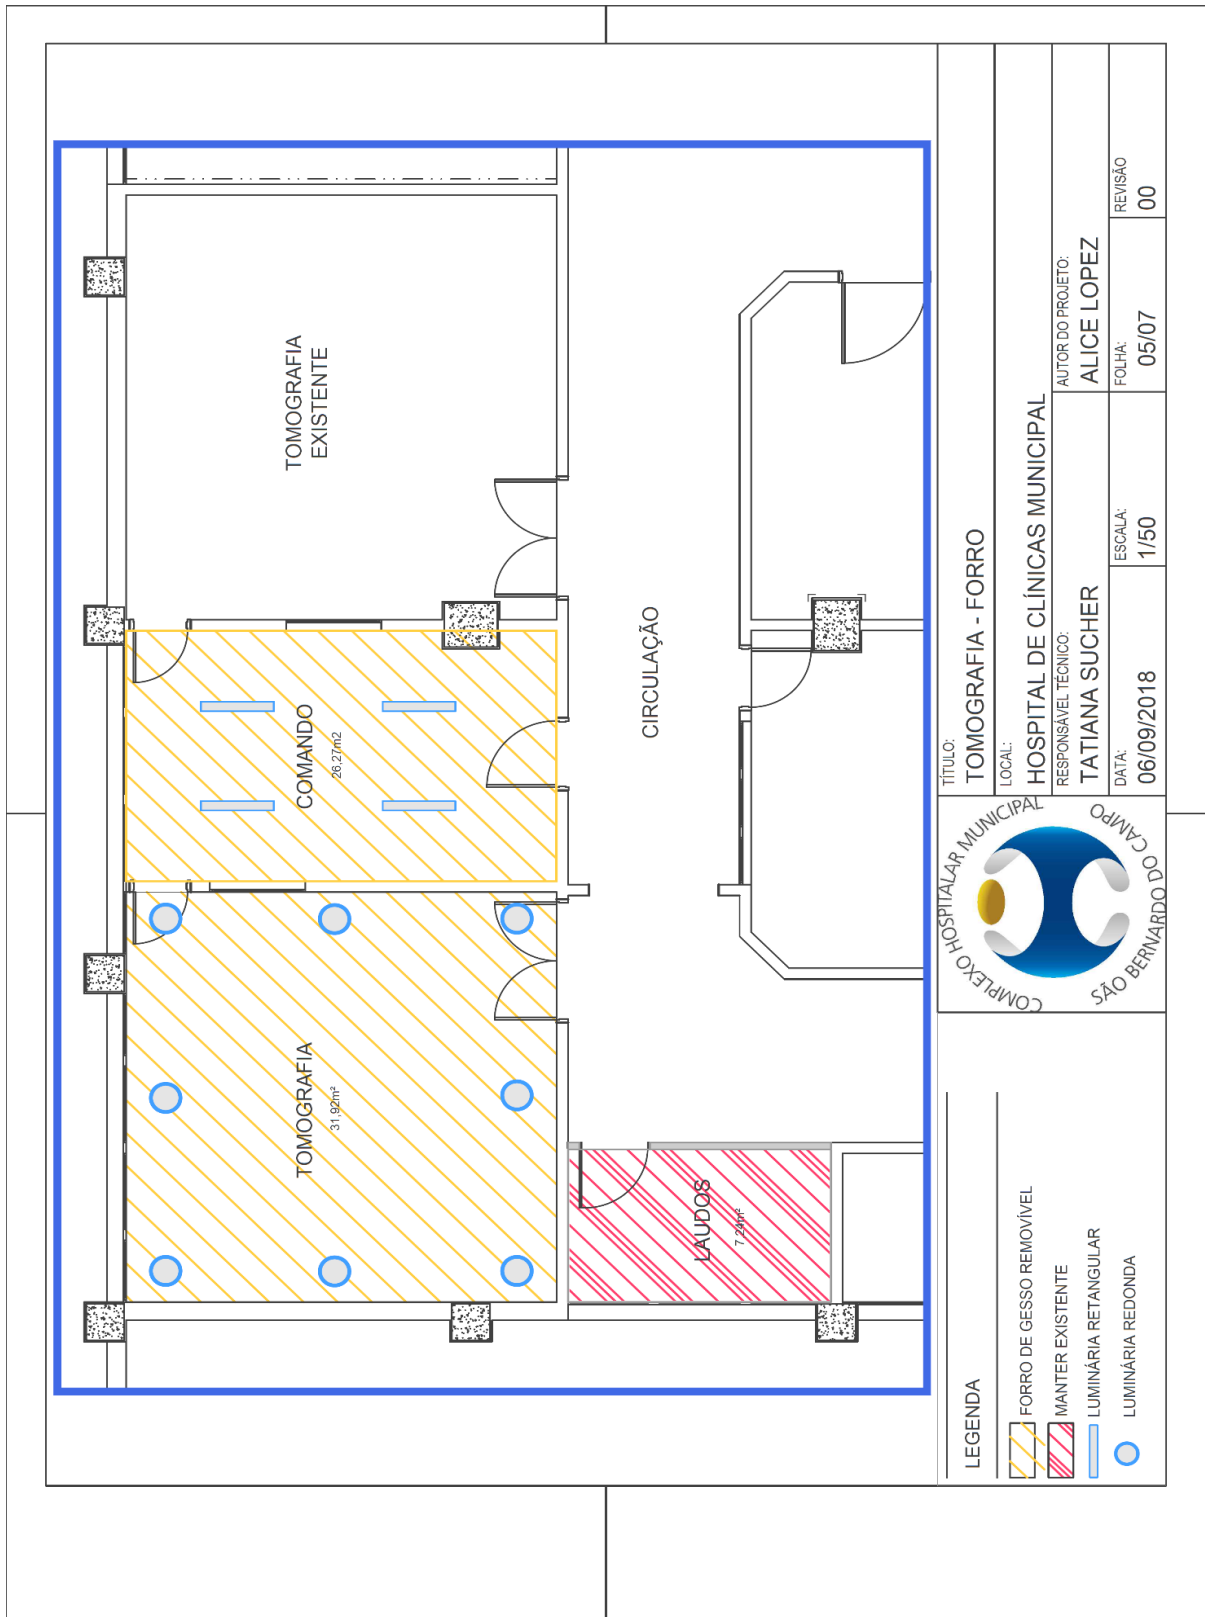 TOMOGRAFIA
31,92m²
COMANDO
26,27m2
TOMOGRAFIA
EXISTENTE
LAUDOS
7,24m²
CIRCULAÇÃO
LEGENDA
FORRO DE GESSO REMOVÍVEL
MANTER EXISTENTE
LUMINÁRIA RETANGULAR
LUMINÁRIA REDONDA
COMPLEXO HOSPITALAR MUNICIPAL
SÃO BERNARDO DO CAMPO
TÍTULO:
TOMOGRAFIA - FORRO
LOCAL:
HOSPITAL DE CLÍNICAS MUNICIPAL
RESPONSÁVEL TÉCNICO:
TATIANA SUCHER
AUTOR DO PROJETO:
ALICE LOPEZ
DATA:
06/09/2018
ESCALA:
1/50
FOLHA:
05/07
REVISÃO
00